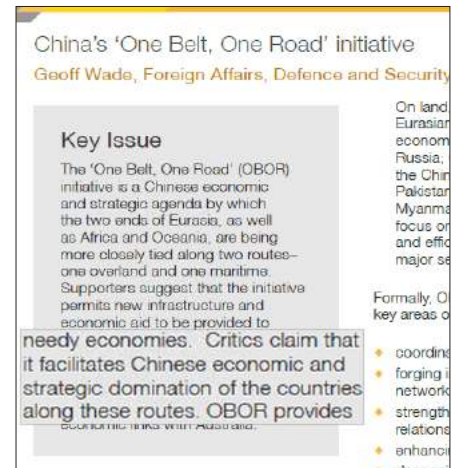 China's 'One Belt, One Road' initiative
Geoff Wade, Foreign Affairs, Defence and Security
Key Issue
The 'One Belt, One Road' (OBOR)
initiative is a Chinese economic
and strategic agenda by which
the two ends of Eurasia, as well
as Africa and Oceania, are being
more closely tied along two routes–
one overland and one maritime.
Supporters suggest that the initiative
permits new infrastructure and
economic aid to be provided to
needy economies. Critics claim that
it facilitates Chinese economic and
strategic domination of the countries
along these routes. OBOR provides
economic links with Australia.
On land,
Eurasian
econom
Russia;
the Chin
Pakistan
Myanma
focus on
and effic
major se
Formally, O
key areas o
coordina
forging i
network
strength
relations
enhanci